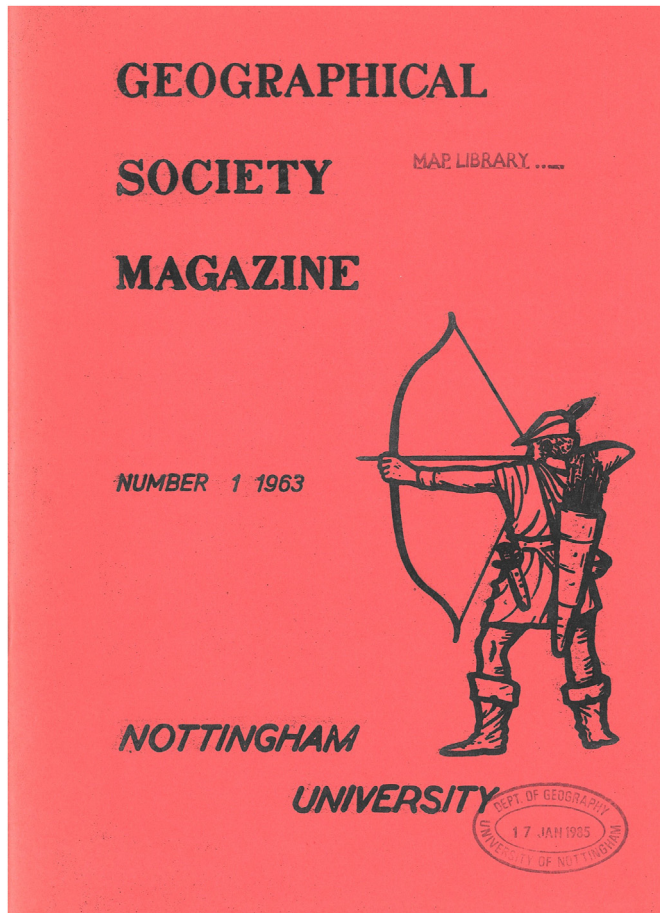 GEOGRAPHICAL
SOCIETY
MAGAZINE
MAP LIBRARY
NUMBER 1 1963
NOTTINGHAM
UNIVERSITY
DEPT. OF GEOGRAPHY
17 JAN 1985
UNIVERSITY OF NOTTINGHAM